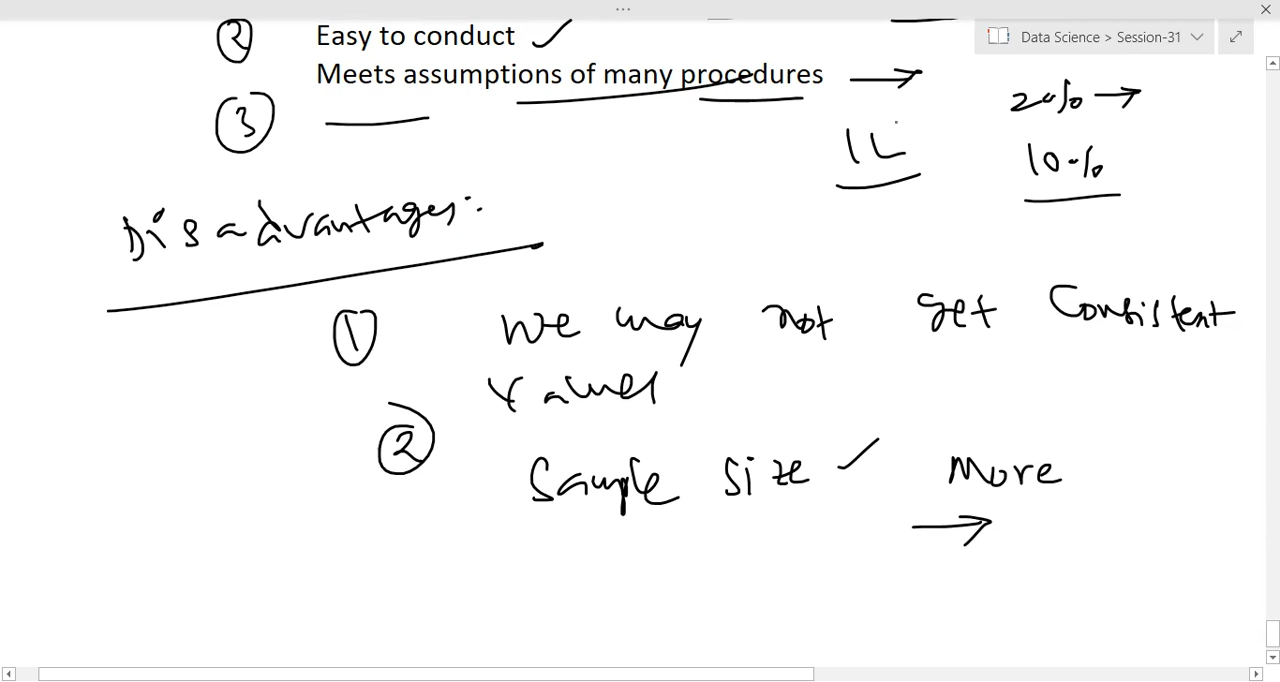 Data Science > Session-31
② Easy to conduct ✓
Meets assumptions of many procedures →
③
20% →
1L
10%
Disadvantages:
① We may not get Consistent
Values
② Sample Size ✓ More
→